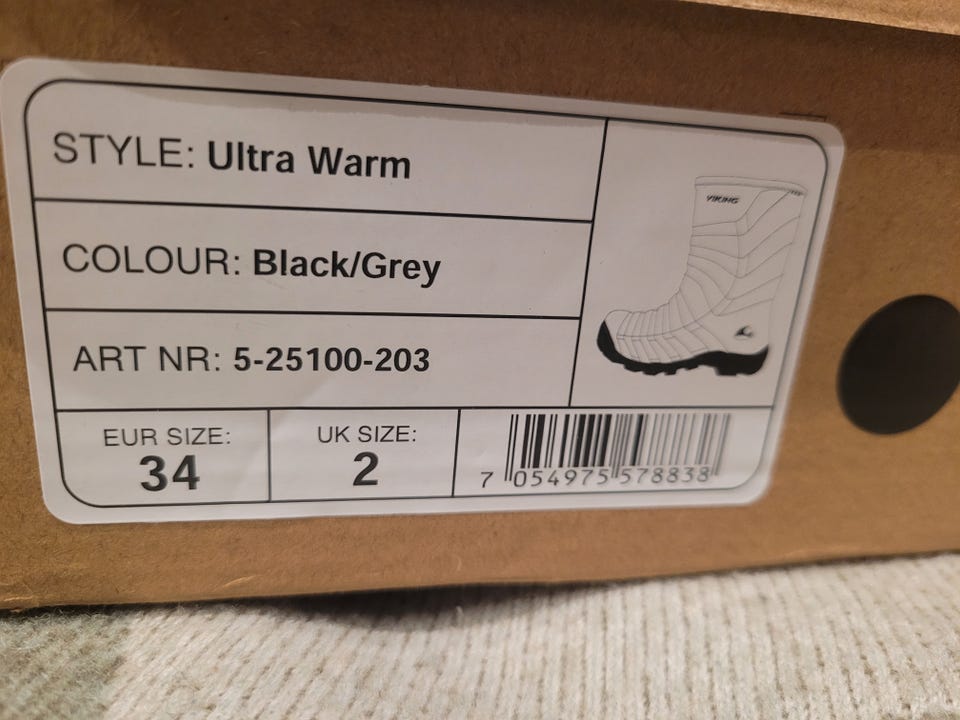 STYLE: Ultra Warm
COLOUR: Black/Grey
ART NR: 5-25100-203
EUR SIZE:
34
UK SIZE:
2
VIKING
7 054975 578838